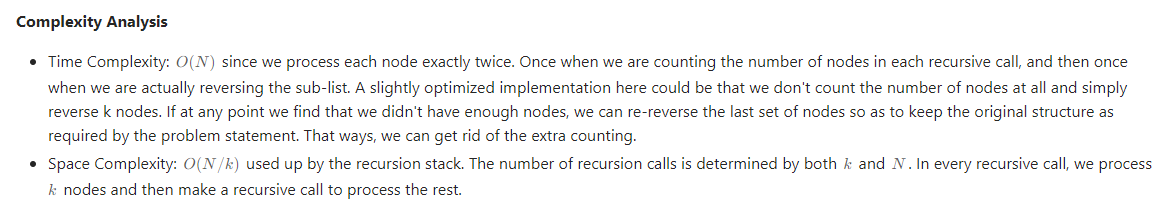 Complexity Analysis
• Time Complexity: O(N) since we process each node exactly twice. Once when we are counting the number of nodes in each recursive call, and then once
when we are actually reversing the sub-list. A slightly optimized implementation here could be that we don't count the number of nodes at all and simply
reverse k nodes. If at any point we find that we didn't have enough nodes, we can re-reverse the last set of nodes so as to keep the original structure as
required by the problem statement. That ways, we can get rid of the extra counting.
• Space Complexity: O(N/k) used up by the recursion stack. The number of recursion calls is determined by both k and N. In every recursive call, we process
k nodes and then make a recursive call to process the rest.